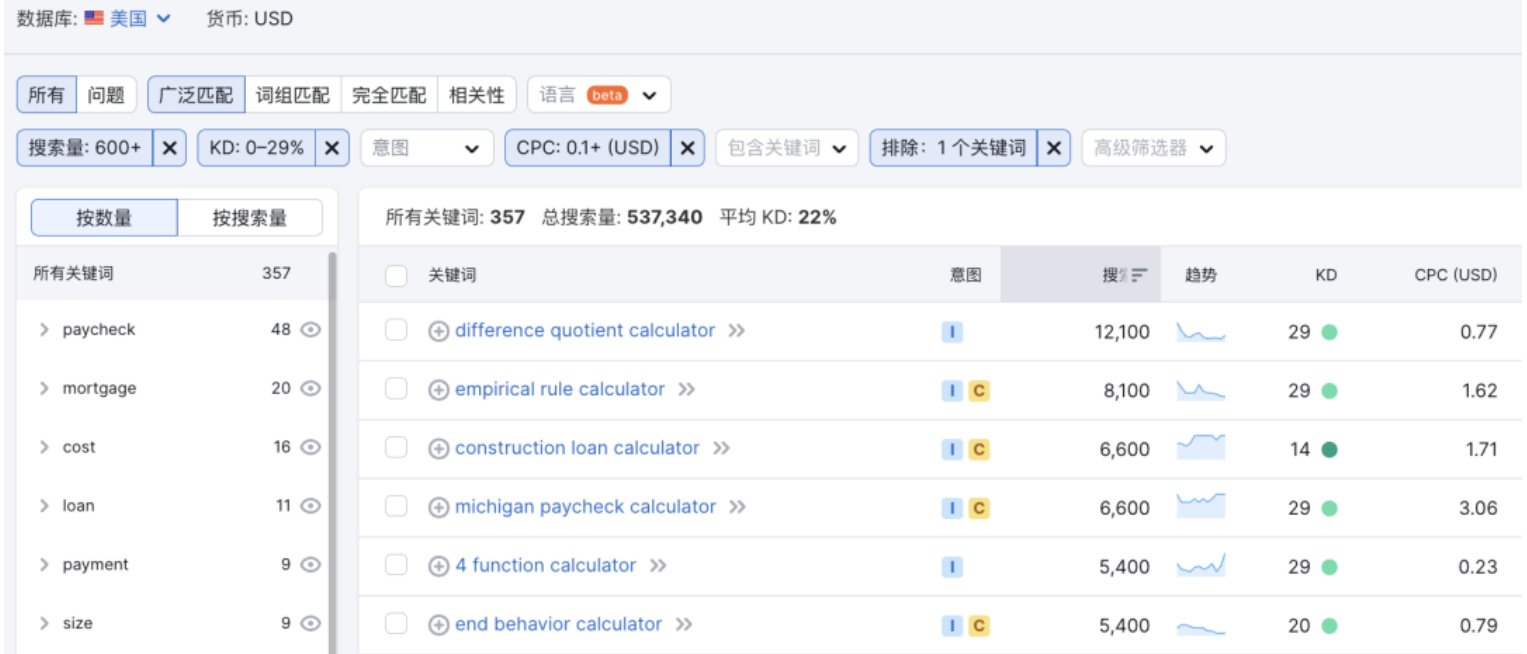 数据库: 美国 货币: USD
所有 问题 广泛匹配 词组匹配 完全匹配 相关性 语言 beta
搜索量: 600+ KD: 0–29% 意图 CPC: 0.1+ (USD) 包含关键词 排除: 1 个关键词 高级筛选器
按数量 按搜索量
所有关键词: 357 总搜索量: 537,340 平均 KD: 22%
所有关键词 357
paycheck 48
mortgage 20
cost 16
loan 11
payment 9
size 9
关键词 意图 搜 趋势 KD CPC (USD)
difference quotient calculator I 12,100 29 0.77
empirical rule calculator I C 8,100 29 1.62
construction loan calculator I C 6,600 14 1.71
michigan paycheck calculator I C 6,600 29 3.06
4 function calculator I 5,400 29 0.23
end behavior calculator I C 5,400 20 0.79